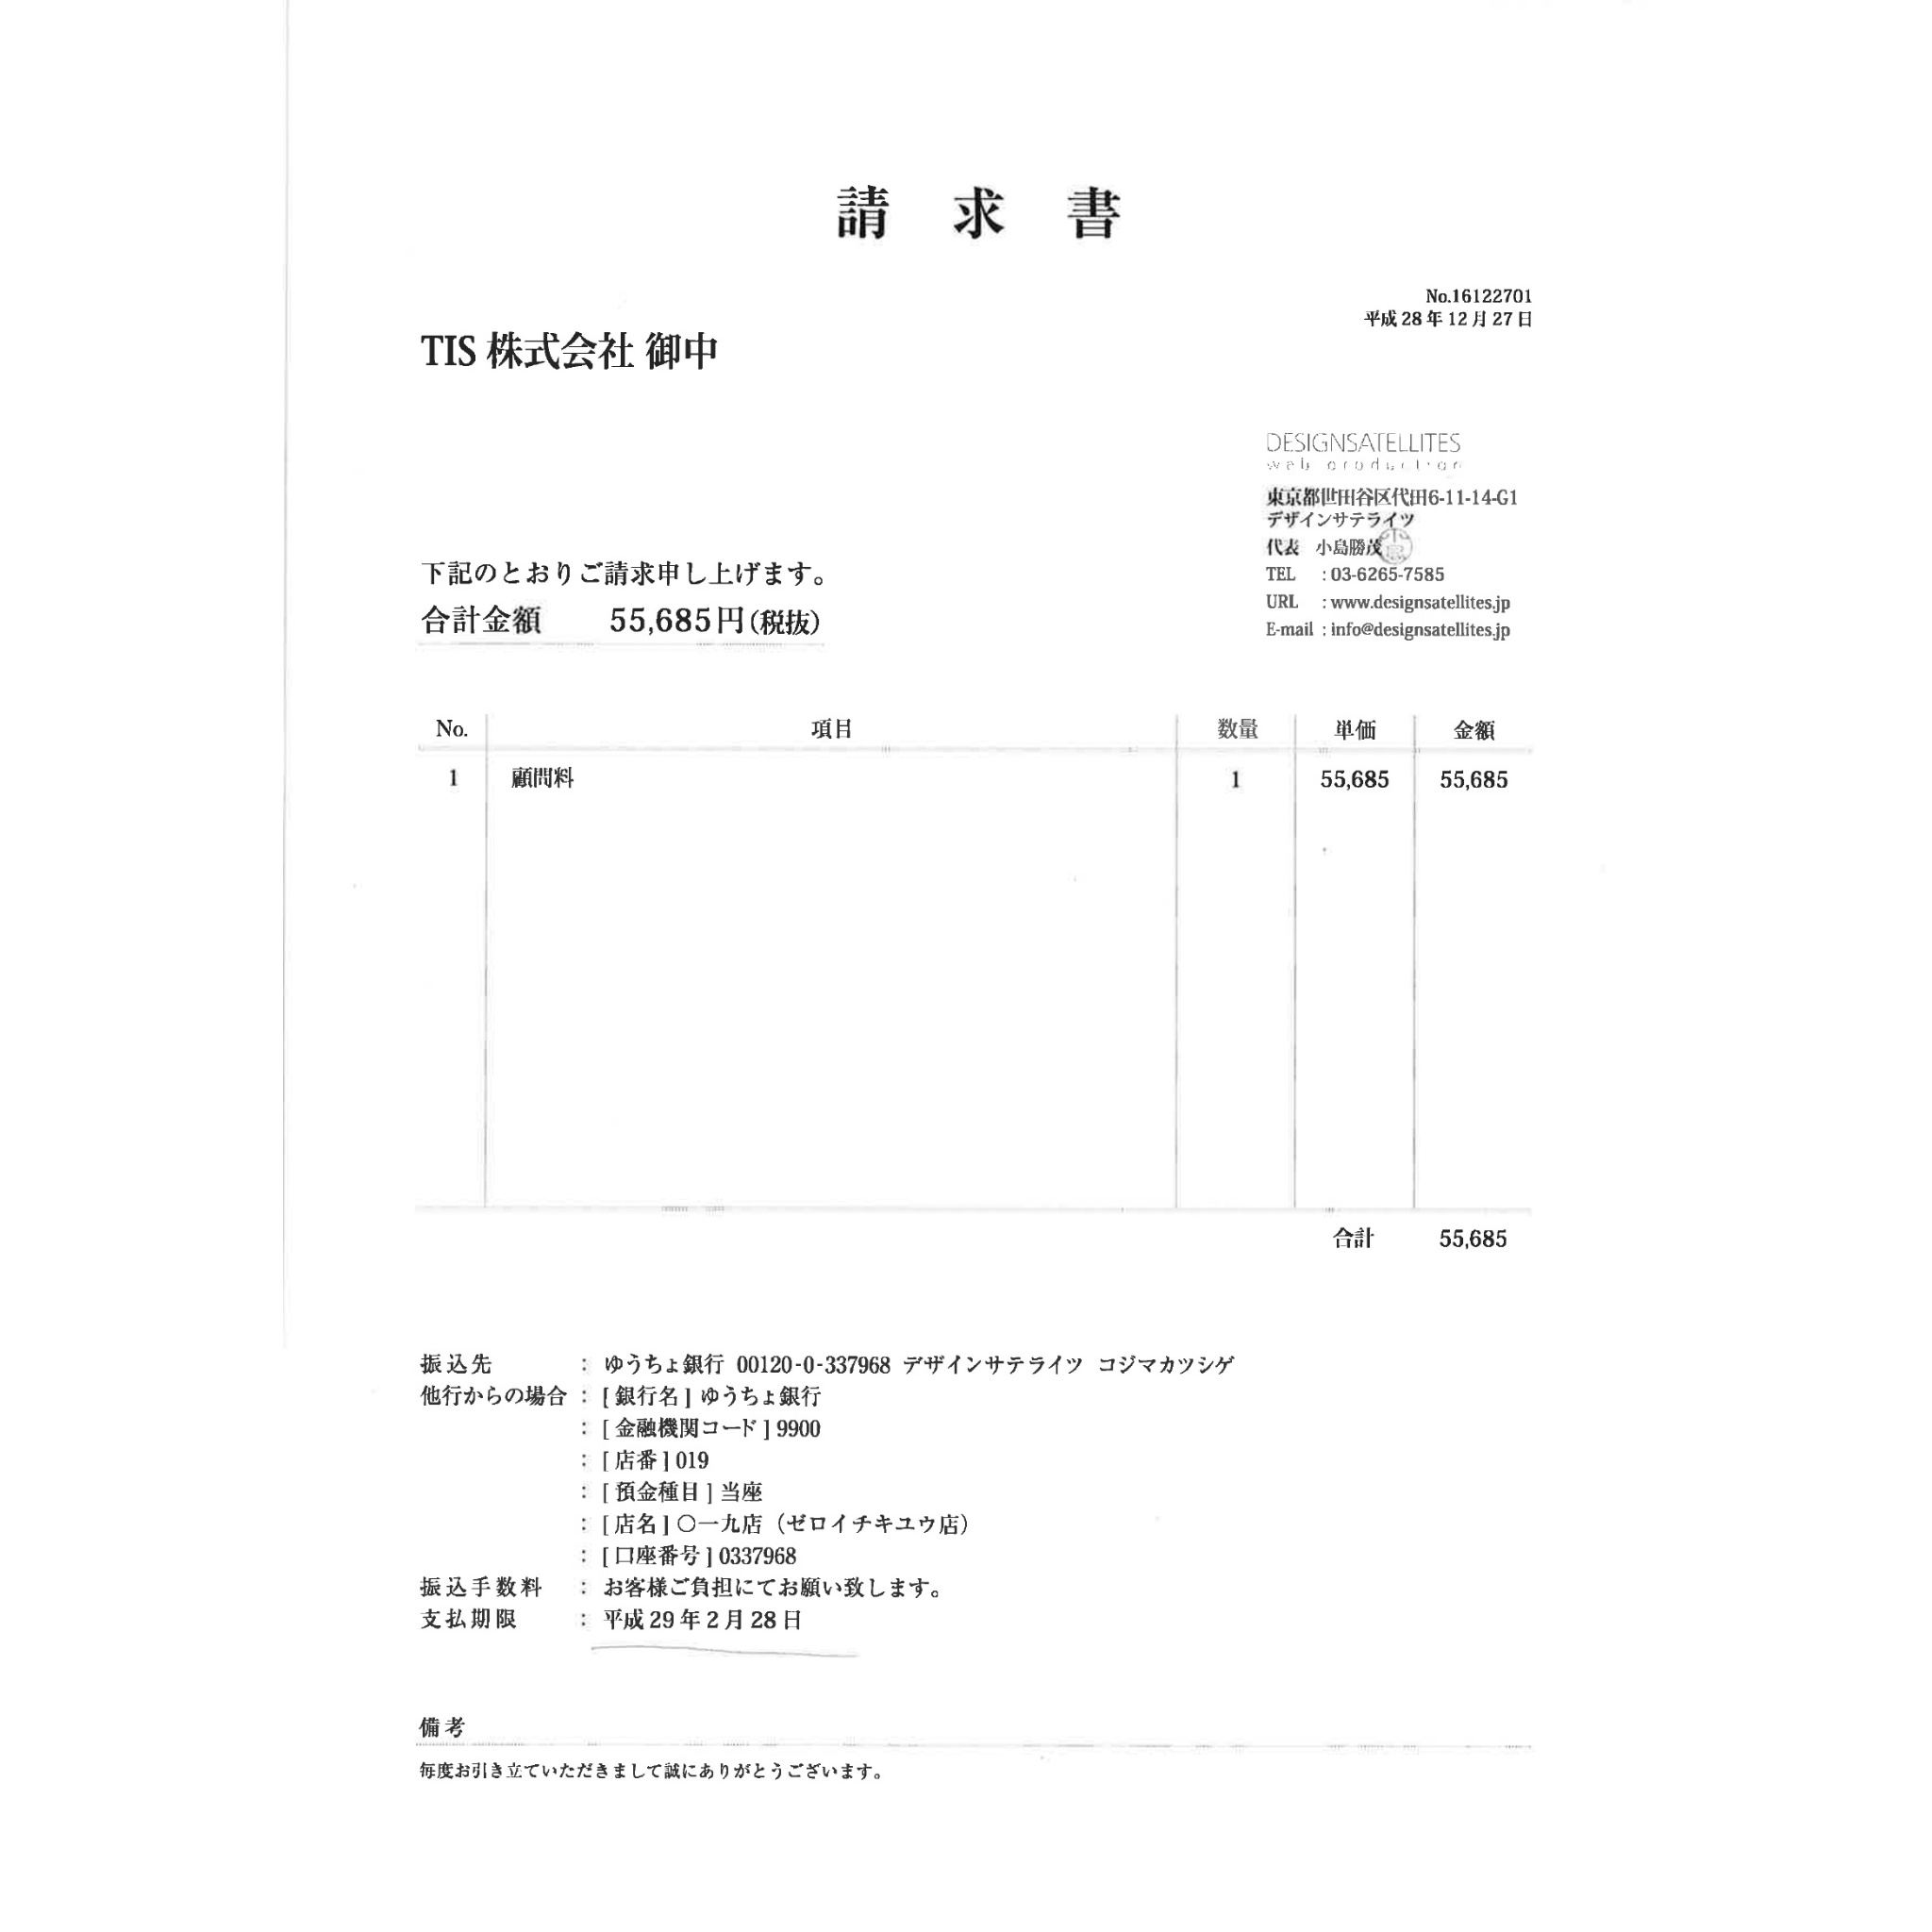 請求書
No.16122701
平成28年12月27日
TIS 株式会社 御中
DESIGNSATELLITES
web production
東京都世田谷区代田6-11-14-G1
デザインサテライツ
代表 小島勝茂
TEL : 03-6265-7585
URL : www.designsatellites.jp
E-mail : info@designsatellites.jp
下記のとおりご請求申し上げます。
合計金額 55,685円(税抜)
No. 項目 数量 単価 金額
1 顧問料 1 55,685 55,685
合計 55,685
振込先 : ゆうちょ銀行 00120-0-337968 デザインサテライツ コジマカツシゲ
他行からの場合 : [ 銀行名 ] ゆうちょ銀行
: [ 金融機関コード ] 9900
: [ 店番 ] 019
: [ 預金種目 ] 当座
: [ 店名 ] 〇一九店（ゼロイチキユウ店）
: [ 口座番号 ] 0337968
振込手数料 : お客様ご負担にてお願い致します。
支払期限 : 平成29年2月28日
備考
毎度お引き立ていただきまして誠にありがとうございます。